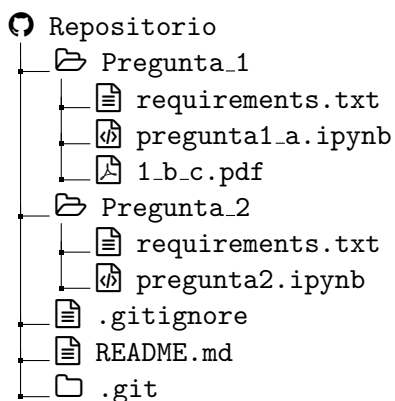 Repositorio
Pregunta_1
requirements.txt
pregunta1_a.ipynb
1_b_c.pdf
Pregunta_2
requirements.txt
pregunta2.ipynb
.gitignore
README.md
.git